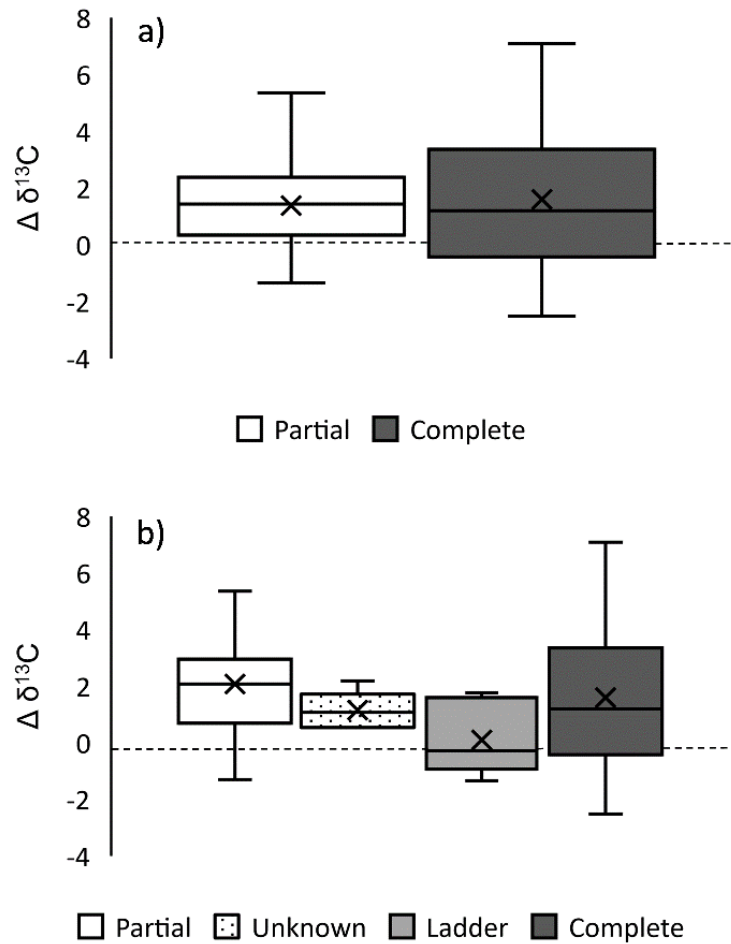 a)
8
6
4
2
0
-2
-4
Δ δ¹³C
Partial Complete
b)
8
6
4
2
0
-2
-4
Δ δ¹³C
Partial Unknown Ladder Complete